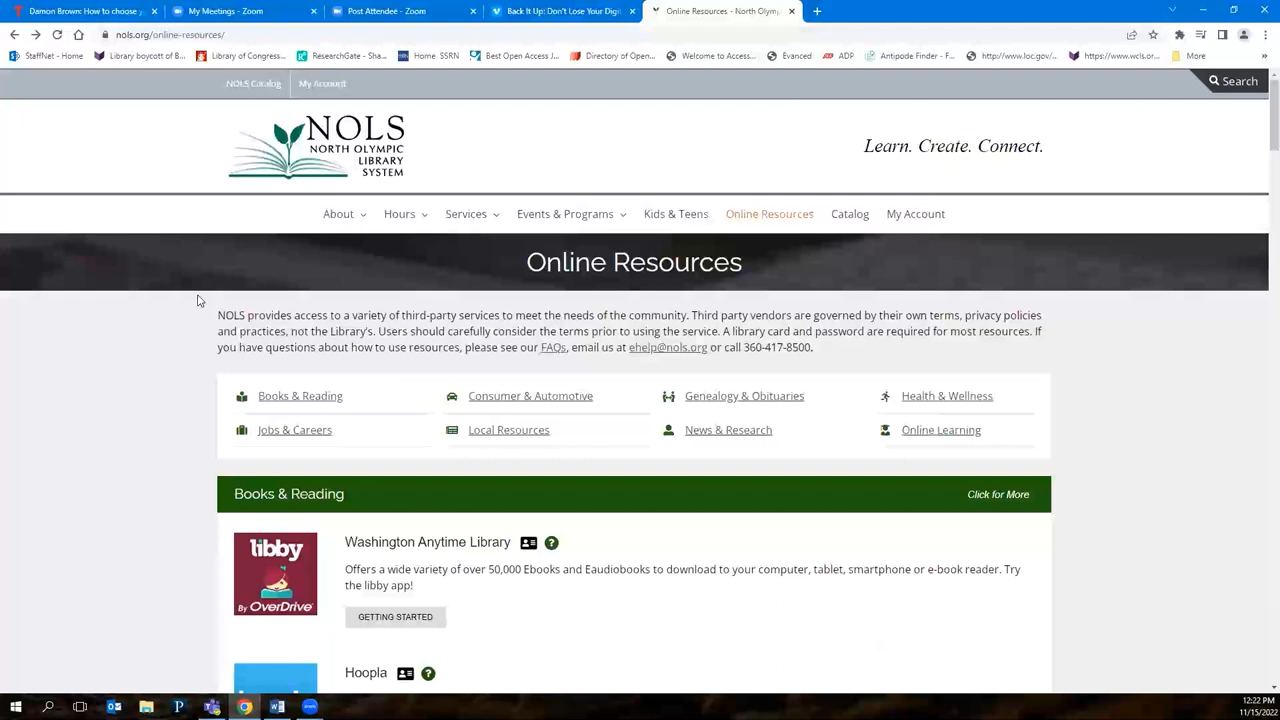 Damon Brown: How to choose y
My Meetings - Zoom
Post Attendee - Zoom
Back It Up: Don't Lose Your Digi
Online Resources - North Olymp
nols.org/online-resources/
StaffNet - Home
Library boycott of B...
Library of Congress...
ResearchGate - Ho...
Home :: SSRN
Best Open Access J...
Directory of Open...
Welcome to Access...
Evanced
ADP
Antipode Finder - F...
http://www.loc.gov/...
https://www.wcls.or...
More
NOLS Catalog
My Account
Search
NOLS
NORTH OLYMPIC
LIBRARY
SYSTEM
Learn. Create. Connect.
About
Hours
Services
Events & Programs
Kids & Teens
Online Resources
Catalog
My Account
Online Resources
NOLS provides access to a variety of third-party services to meet the needs of the community. Third party vendors are governed by their own terms, privacy policies
and practices, not the Library's. Users should carefully consider the terms prior to using the service. A library card and password are required for most resources. If
you have questions about how to use resources, please see our FAQs, email us at ehelp@nols.org or call 360-417-8500.
Books & Reading
Consumer & Automotive
Genealogy & Obituaries
Health & Wellness
Jobs & Careers
Local Resources
News & Research
Online Learning
Books & Reading
Click for More
libby
By OverDrive
Washington Anytime Library
Offers a wide variety of over 50,000 Ebooks and Eaudiobooks to download to your computer, tablet, smartphone or e-book reader. Try
the libby app!
GETTING STARTED
Hoopla
12:22 PM
11/15/2022